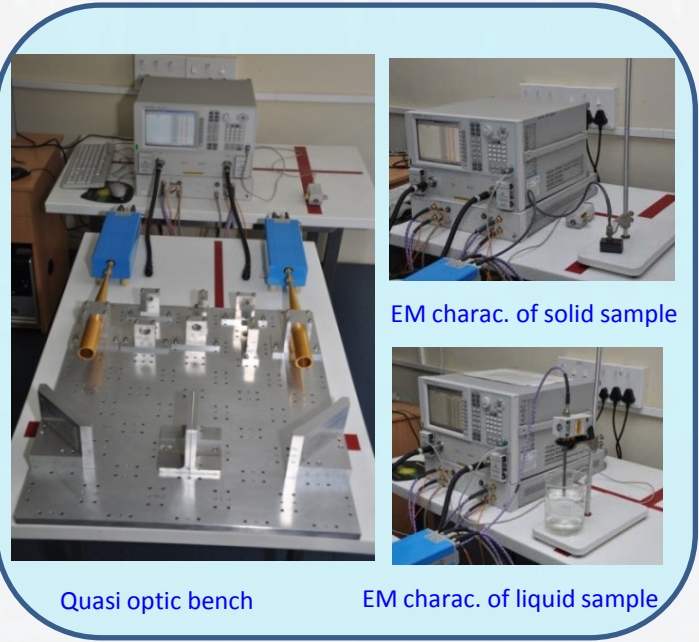 EM charac. of solid sample
Quasi optic bench
EM charac. of liquid sample